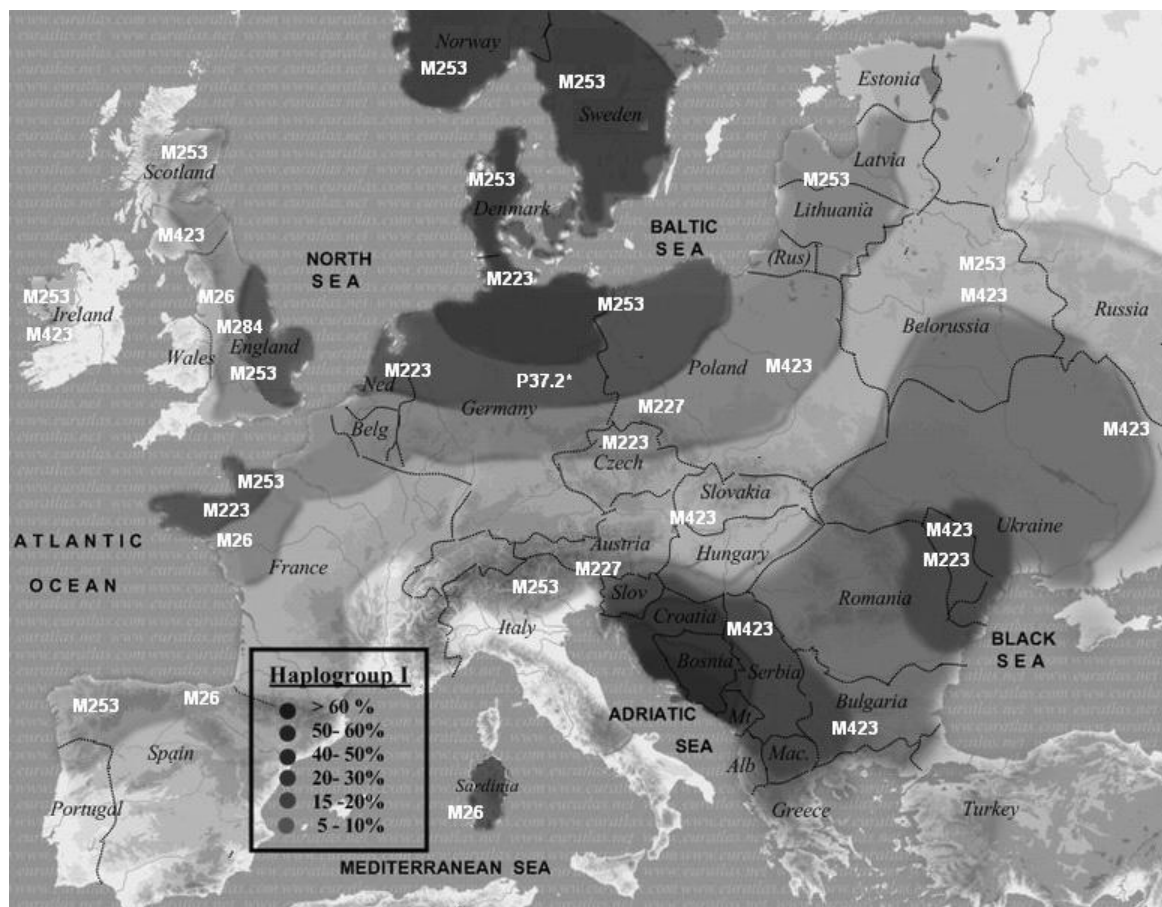 www.euratlas.net
Norway
M253
M253
Sweden
Estonia
M253
Scotland
Latvia
M253
M253
Lithuania
Denmark
M423
BALTIC
SEA
NORTH
SEA
(Rus)
M253
M223
M253
M26
M253
M423
Ireland
M423
M284
England
Wales
M253
Belorussia
Russia
Ned
M223
P37.2*
Poland
M423
Germany
M227
Belg
M223
Czech
M423
M253
M223
M26
Slovakia
M423
Hungary
Austria
M423
M223
Ukraine
ATLANTIC
OCEAN
France
M227
M253
Slov
Romania
Italy
Croatia
M423
BLACK
SEA
Bosnia
Serbia
Haplogroup I
> 60 %
50- 60%
40- 50%
20- 30%
15 -20%
5 - 10%
M253
M26
Spain
Portugal
ADRIATIC
SEA
Mt
Bulgaria
M423
Alb
Mac.
Sardinia
M26
Greece
Turkey
MEDITERRANEAN SEA